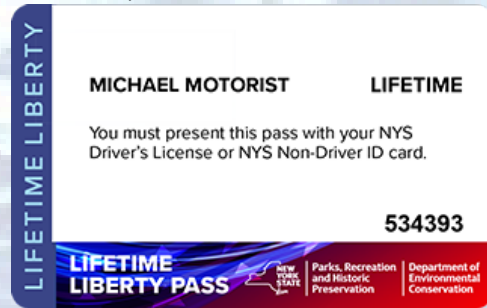 LIFETIME LIBERTY
MICHAEL MOTORIST LIFETIME
You must present this pass with your NYS
Driver's License or NYS Non-Driver ID card.
534393
LIFETIME
LIBERTY PASS
NEW
YORK
STATE
Parks, Recreation
and Historic
Preservation
Department of
Environmental
Conservation